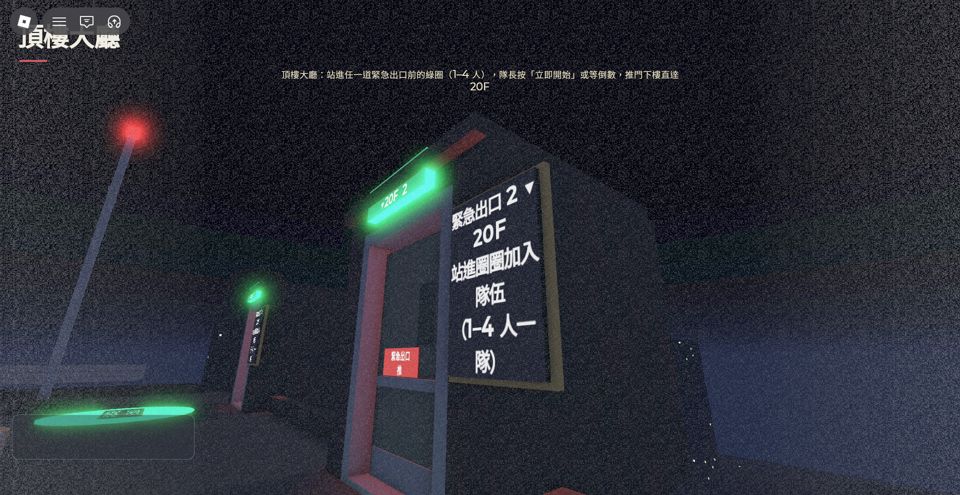 頂樓大廳
頂樓大廳：站進任一道緊急出口前的綠圈（1–4 人），隊長按「立即開始」或等倒數，推門下樓直達
20F
20F 2
緊急出口 2 ▼
20F
站進圈圈加入
隊伍
（1–4 人一
隊）
緊急出口
推